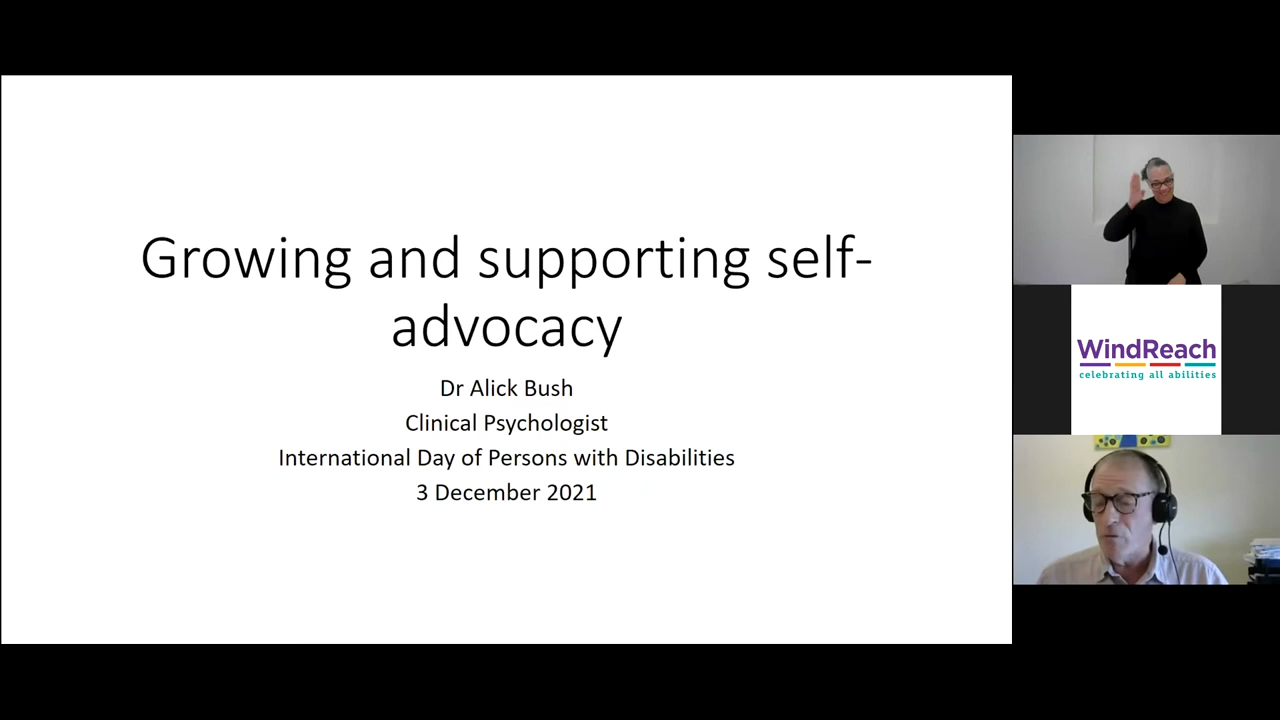 Growing and supporting self-
advocacy
Dr Alick Bush
Clinical Psychologist
International Day of Persons with Disabilities
3 December 2021
WindReach
celebrating all abilities